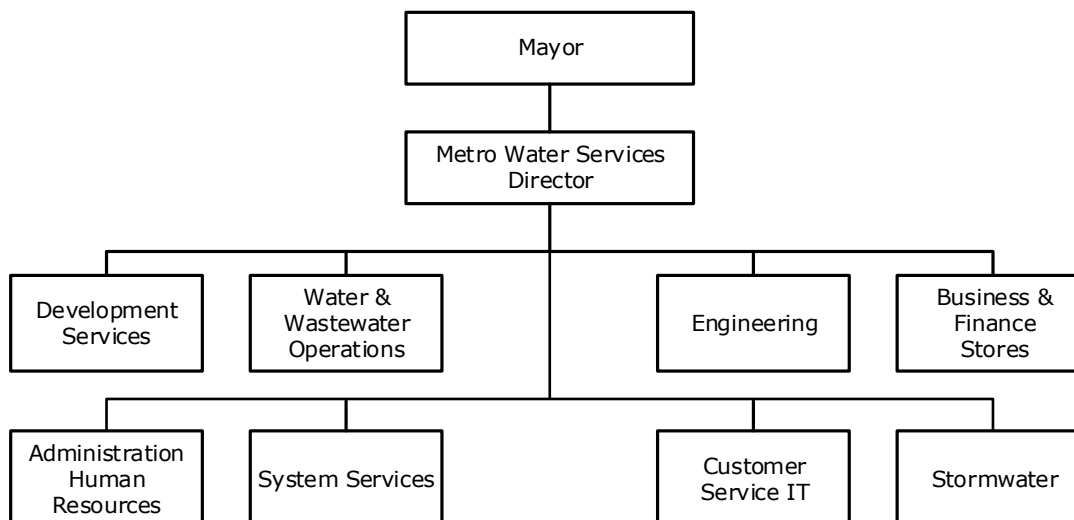 Mayor
Metro Water Services
Director
Development
Services
Water &
Wastewater
Operations
Engineering
Business &
Finance
Stores
Administration
Human
Resources
System Services
Customer
Service IT
Stormwater